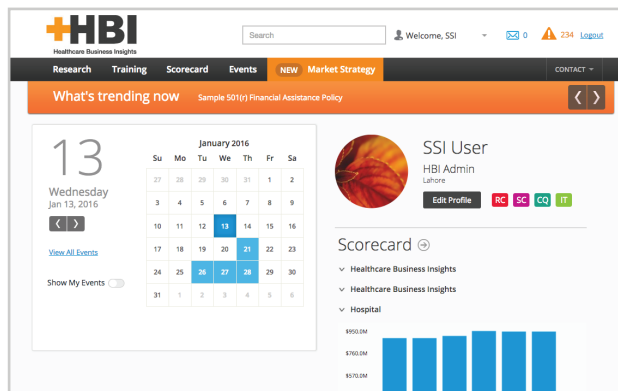 +HBI
Healthcare Business Insights
Search
Welcome, SSI
0
234 Logout
Research Training Scorecard Events NEW Market Strategy CONTACT
What's trending now Sample 501(r) Financial Assistance Policy
13
Wednesday
Jan 13, 2016
View All Events
Show My Events
January 2016
Su Mo Tu We Th Fr Sa
27 28 29 30 31 1 2
3 4 5 6 7 8 9
10 11 12 13 14 15 16
17 18 19 20 21 22 23
24 25 26 27 28 29 30
31 1 2 3 4 5 6
SSI User
HBI Admin
Lahore
Edit Profile RC SC CQ IT
Scorecard
Healthcare Business Insights
Healthcare Business Insights
Hospital
$950.0M
$760.0M
$570.0M